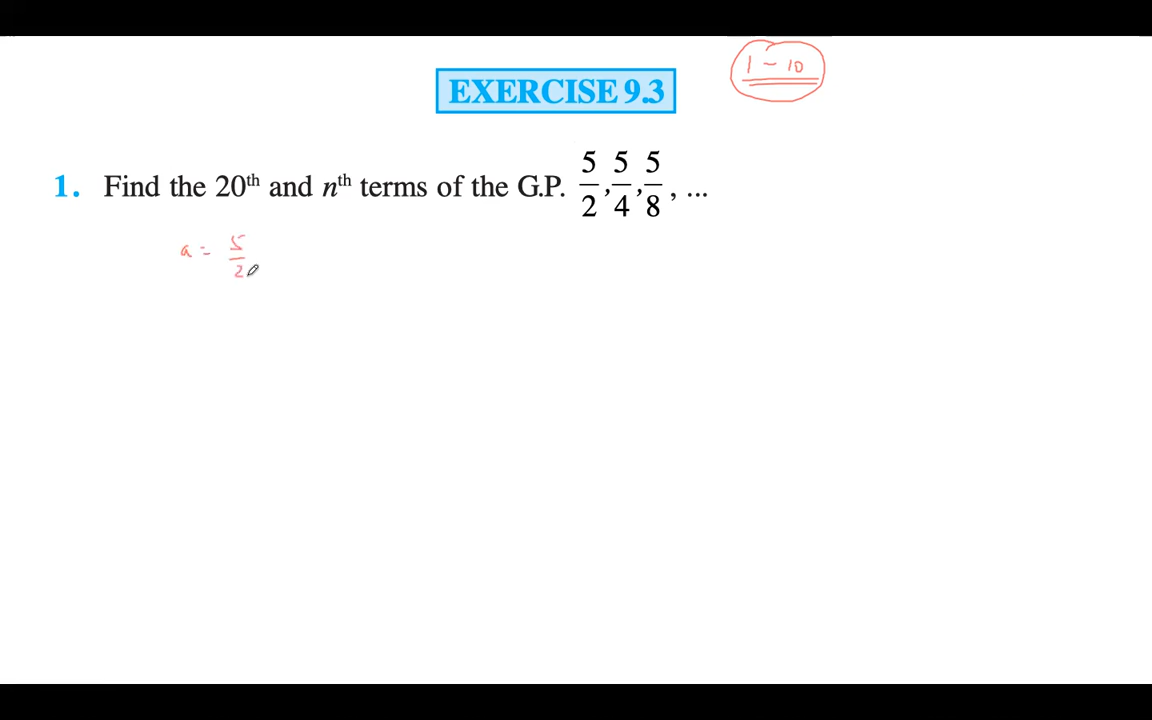 1 – 10
EXERCISE 9.3
1. Find the 20th and nth terms of the G.P. 5/2, 5/4, 5/8, ...
a = 5/2